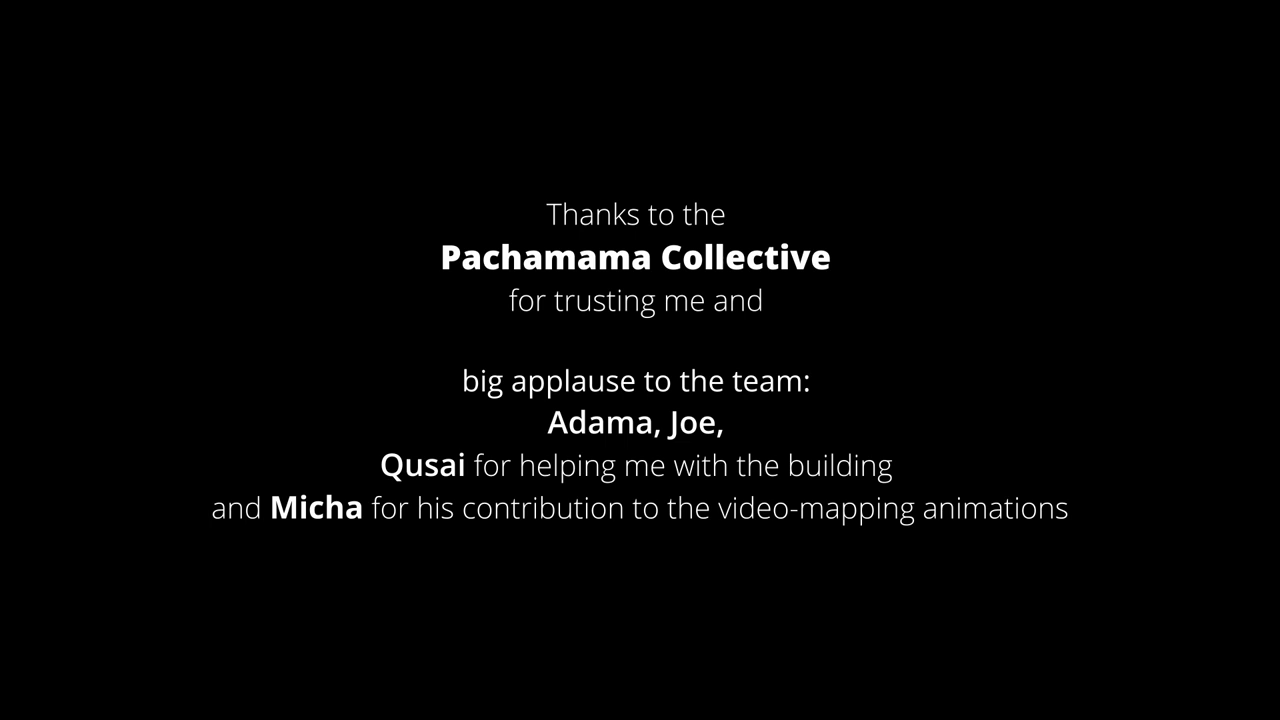 Thanks to the
Pachamama Collective
for trusting me and
big applause to the team:
Adama, Joe,
Qusai for helping me with the building
and Micha for his contribution to the video-mapping animations